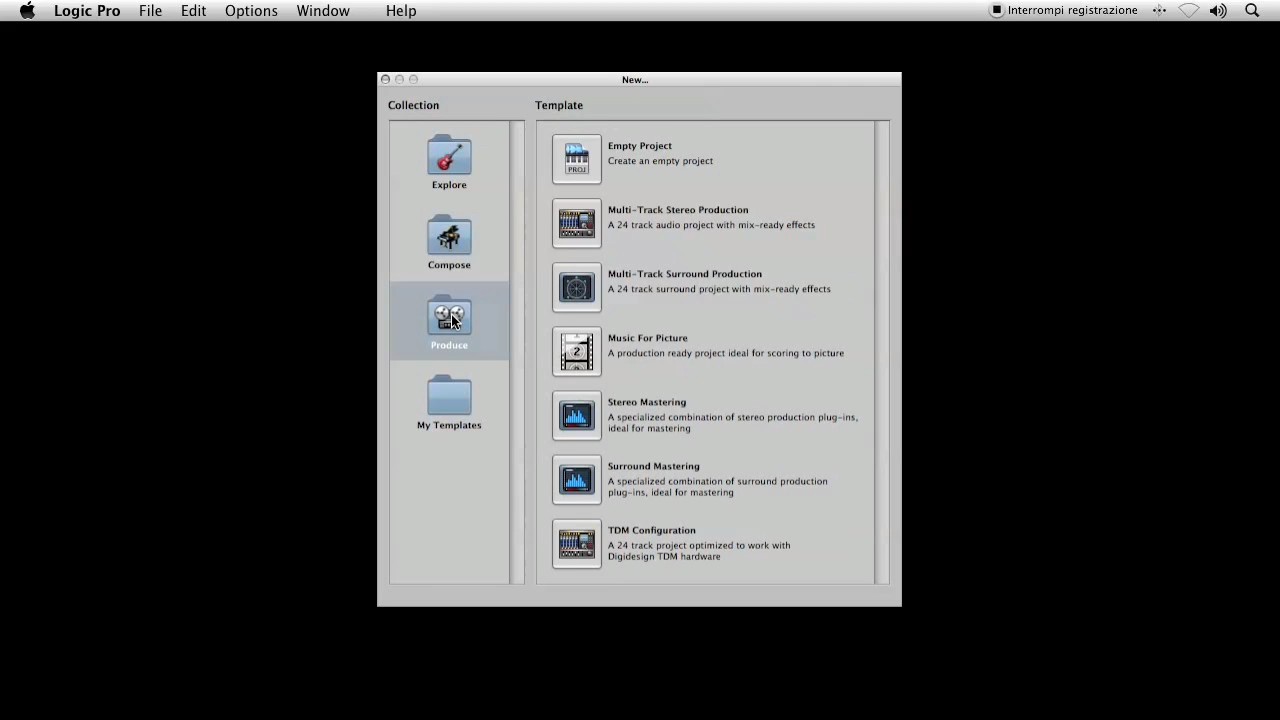 Logic Pro File Edit Options Window Help Interrompi registrazione
New...
Collection Template
Explore
Compose
Produce
My Templates
PROJ
Empty Project
Create an empty project
Multi-Track Stereo Production
A 24 track audio project with mix-ready effects
Multi-Track Surround Production
A 24 track surround project with mix-ready effects
2
Music For Picture
A production ready project ideal for scoring to picture
Stereo Mastering
A specialized combination of stereo production plug-ins,
ideal for mastering
Surround Mastering
A specialized combination of surround production
plug-ins, ideal for mastering
TDM Configuration
A 24 track project optimized to work with
Digidesign TDM hardware